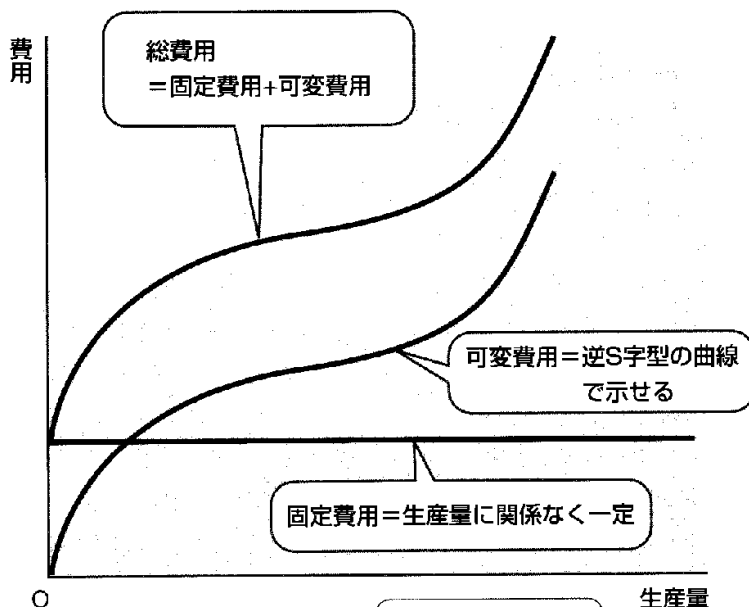 費用
総費用
＝固定費用+可変費用
可変費用＝逆S字型の曲線
で示せる
固定費用＝生産量に関係なく一定
O
生産量